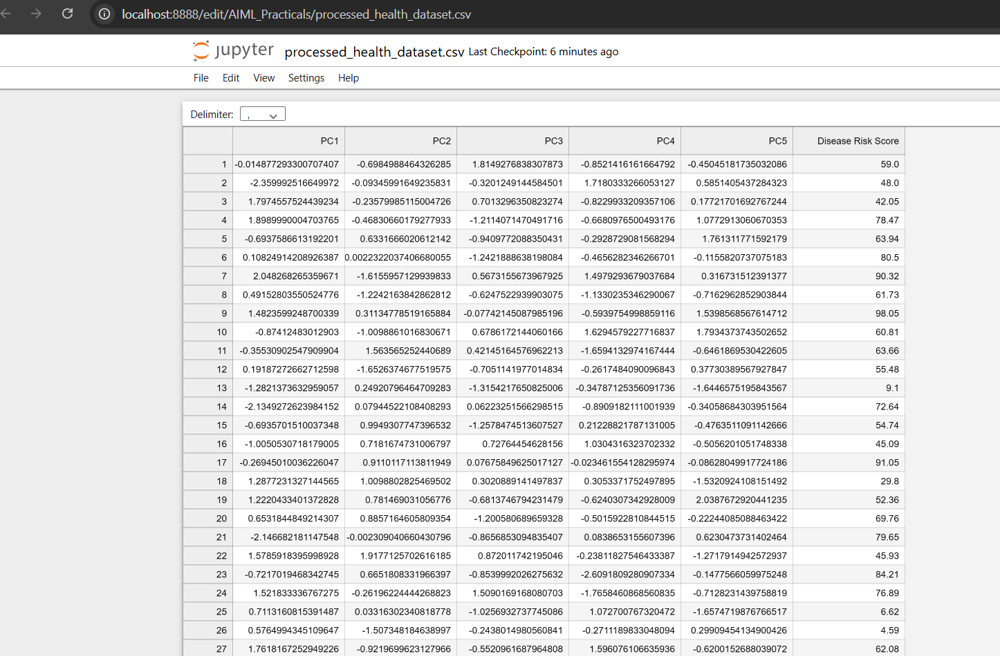 localhost:8888/edit/AIML_Practicals/processed_health_dataset.csv
jupyter processed_health_dataset.csv Last Checkpoint: 6 minutes ago
File Edit View Settings Help
Delimiter: ,
PC1 PC2 PC3 PC4 PC5 Disease Risk Score
1 -0.014877293300707407 -0.6984988464326285 1.8149276838307873 -0.8521416161664792 -0.45045181735032086 59.0
2 -2.359992516649972 -0.09345991649235831 -0.3201249144584501 1.7180333266053127 0.5851405437284323 48.0
3 1.7974557524439234 -0.23579985115004726 0.7013296350823274 -0.8229933209357106 0.17721701692767244 42.05
4 1.8989990004703765 -0.46830660179277933 -1.2114071470491716 -0.6680976500493176 1.0772913060670353 78.47
5 -0.6937586613192201 0.6331666020612142 -0.9409772088350431 -0.2928729081568294 1.761311771592179 63.94
6 0.10824914208926387 0.0022322037406680055 -1.2421888638198084 -0.4656282346266701 -0.1155820737075183 80.5
7 2.048268265359671 -1.6155957129939833 0.5673155673967925 1.4979293679037684 0.316731512391377 90.32
8 0.49152803550524776 -1.2242163842862812 -0.6247522939903075 -1.1330235346290067 -0.7162962852903844 61.73
9 1.4823599248700339 0.31134778519165884 -0.07742145087985196 -0.5939754998859116 1.5398568567614712 98.05
10 -0.87412483012903 -1.0098861016830671 0.6786172144060166 1.6294579227716837 1.7934373743502652 60.81
11 -0.35530902547909904 1.563565252440689 0.42145164576962213 -1.6594132974167444 -0.6461869530422605 63.66
12 0.19187272662712598 -1.6526374677519575 -0.7051141977014834 -0.2617484090096843 0.37730389567927847 55.48
13 -1.2821373632959057 0.24920796464709283 -1.3154217650825006 -0.34787125356091736 -1.6446575195843567 9.1
14 -2.1349272623984152 0.07944522108408293 0.06223251566298515 -0.8909182111001939 -0.34058684303951564 72.64
15 -0.6935701510037348 0.9949307747396532 -1.2578474513607527 0.21228821787131005 -0.4763511091142666 54.74
16 -1.0050530718179005 0.7181674731006797 0.72764454628156 1.0304316323702332 -0.5056201051748338 45.09
17 -0.26945010036226047 0.9110117113811949 0.07675849625017127 -0.023461554128295974 -0.08628049917724186 91.05
18 1.2877231327144565 1.0098802825469502 0.3020889141497837 0.3053371752497895 -1.5320924108151492 29.8
19 1.2220433401372828 0.781469031056776 -0.6813746794231479 -0.6240307342928009 2.0387672920441235 52.36
20 0.6531844849214307 0.8857164605809354 -1.200580689659328 -0.5015922810844515 -0.22244085088463422 69.76
21 -2.146682181147548 -0.002309040660430796 -0.8656853094835407 0.0838653155607396 0.6230473731402464 79.65
22 1.5785918395998928 1.9177125702616185 0.872011742195046 -0.23811827546433387 -1.2717914942572937 45.93
23 -0.7217019468342745 0.6651808331966397 -0.8539992026275632 -2.6091809280907334 -0.1477566059975248 84.21
24 1.521833336767275 -0.26196224444268823 1.5090169168080703 -1.7658460868560835 -0.7128231439758819 76.89
25 0.7113160815391487 0.03316302340818778 -1.0256932737745086 1.072700767320472 -1.6574719876766517 6.62
26 0.5764994345109647 -1.507348184638997 -0.2438014980560841 -0.2711189833048094 0.29909454134900426 4.59
27 1.7618167252949226 -0.9219699623127966 -0.5520961687964808 1.596076106635936 -0.6200152688039072 62.08